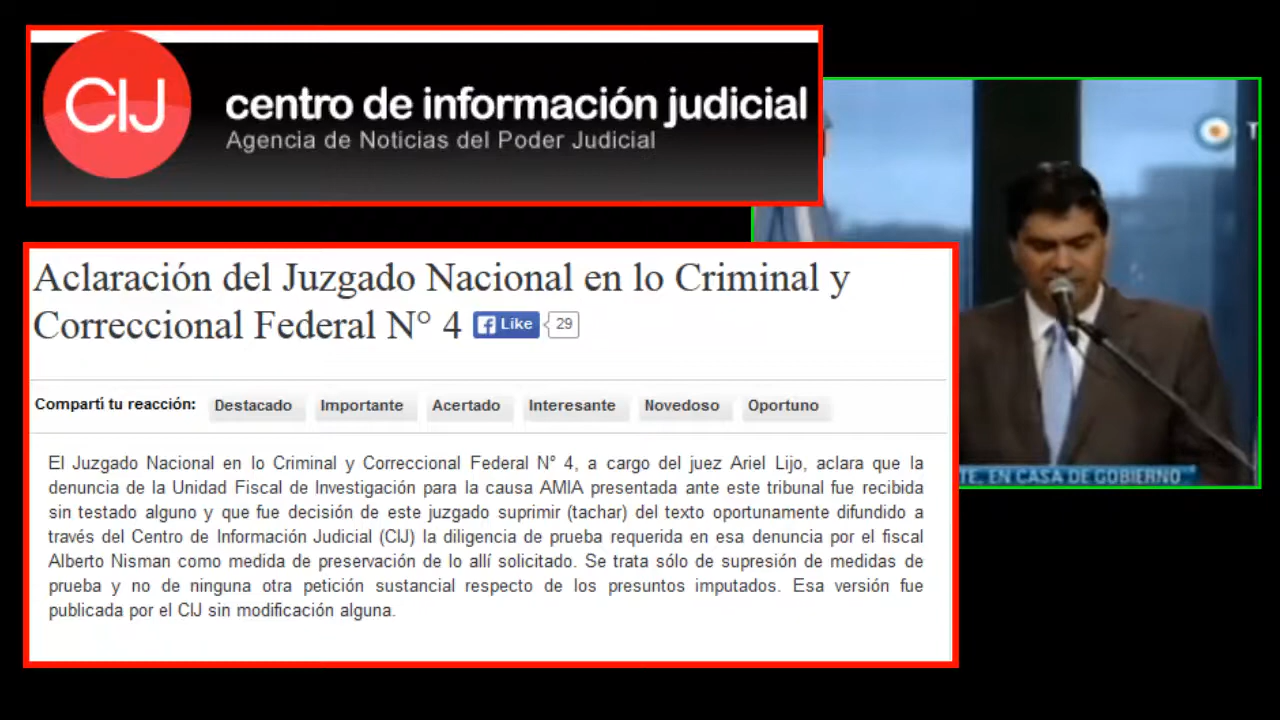 CIJ
centro de información judicial
Agencia de Noticias del Poder Judicial
T
TE, EN CASA DE GOBIERNO
Aclaración del Juzgado Nacional en lo Criminal y
Correccional Federal N° 4 Like 29
Compartí tu reacción: Destacado Importante Acertado Interesante Novedoso Oportuno
El Juzgado Nacional en lo Criminal y Correccional Federal N° 4, a cargo del juez Ariel Lijo, aclara que la
denuncia de la Unidad Fiscal de Investigación para la causa AMIA presentada ante este tribunal fue recibida
sin testado alguno y que fue decisión de este juzgado suprimir (tachar) del texto oportunamente difundido a
través del Centro de Información Judicial (CIJ) la diligencia de prueba requerida en esa denuncia por el fiscal
Alberto Nisman como medida de preservación de lo allí solicitado. Se trata sólo de supresión de medidas de
prueba y no de ninguna otra petición sustancial respecto de los presuntos imputados. Esa versión fue
publicada por el CIJ sin modificación alguna.